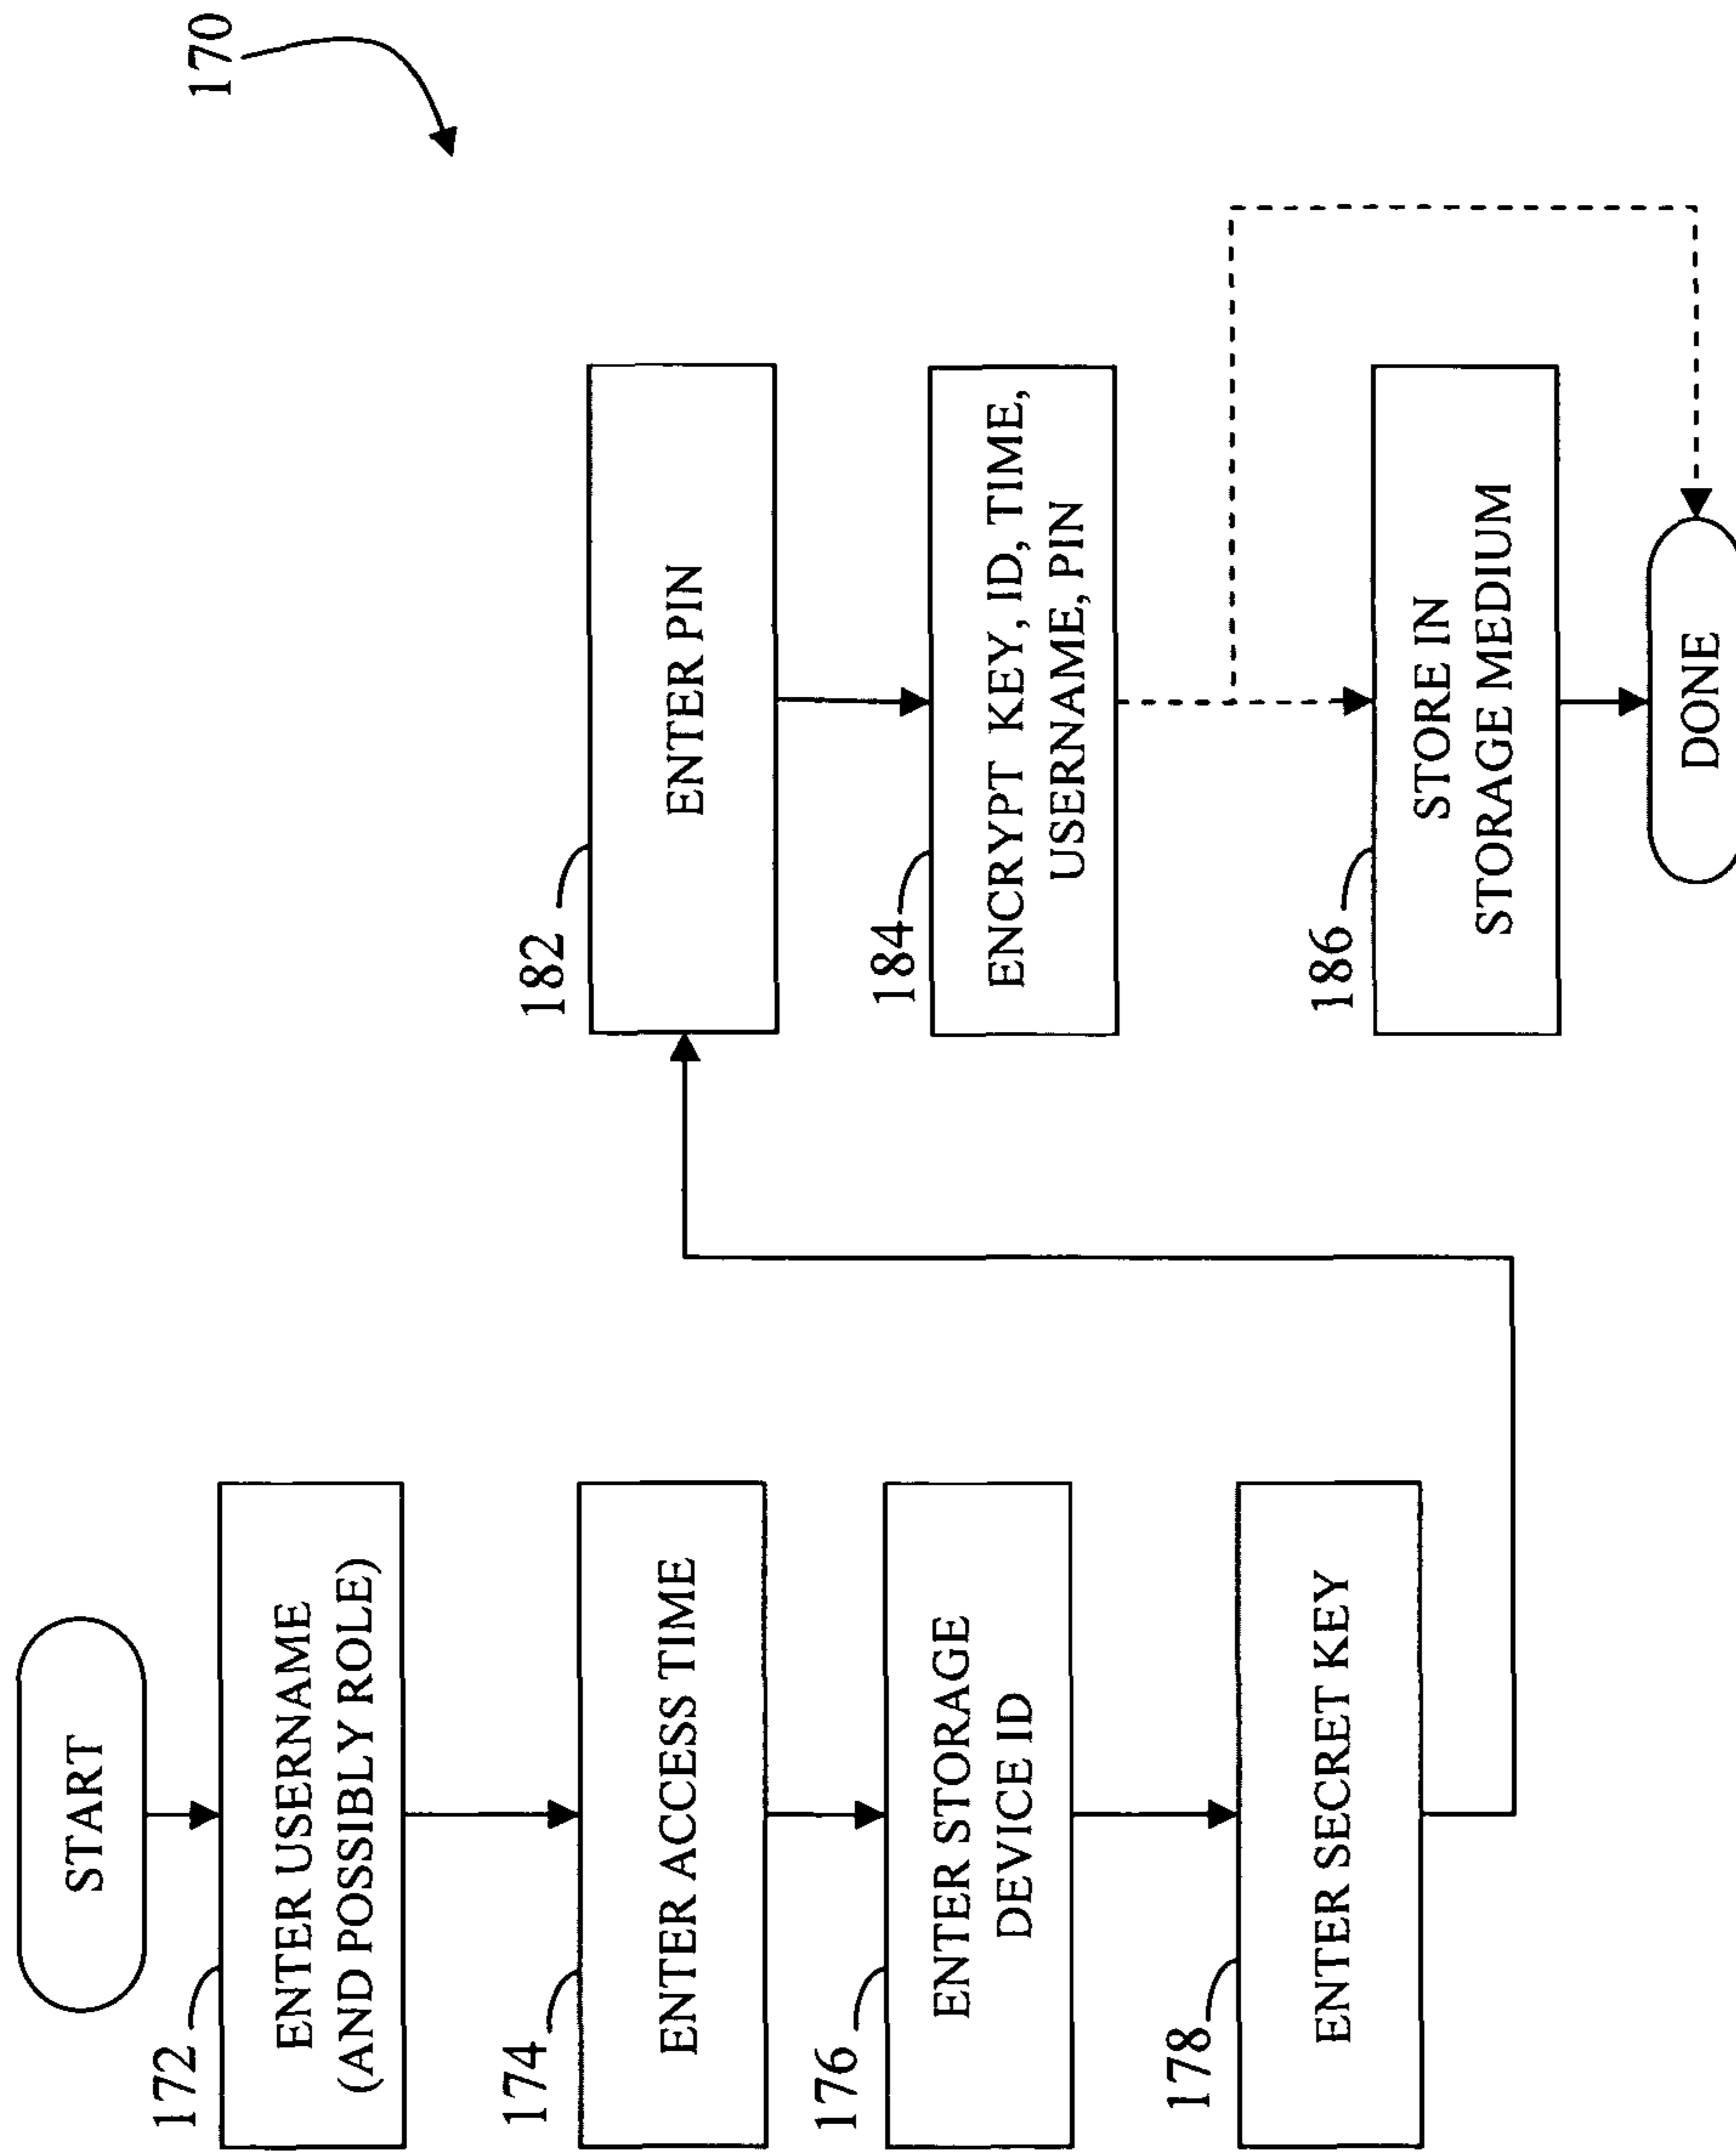 170
START
172
ENTER USERNAME
(AND POSSIBLY ROLE)
174
ENTER ACCESS TIME
176
ENTER STORAGE
DEVICE ID
178
ENTER SECRET KEY
182
ENTER PIN
184
ENCRYPT KEY, ID, TIME,
USERNAME, PIN
186
STORE IN
STORAGE MEDIUM
DONE